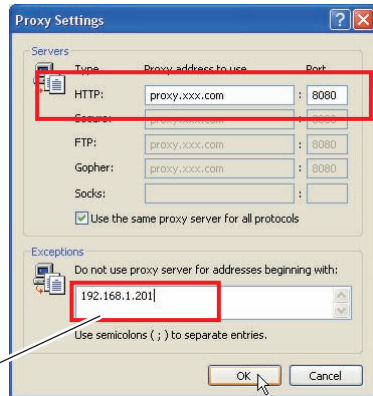 Proxy Settings
Servers
Type Proxy address to use Port
HTTP: proxy.xxx.com : 8080
Secure: proxy.xxx.com : 8080
FTP: proxy.xxx.com : 8080
Gopher: proxy.xxx.com : 8080
Socks: :
Use the same proxy server for all protocols
Exceptions
Do not use proxy server for addresses beginning with:
192.168.1.201
Use semicolons ( ; ) to separate entries.
OK Cancel